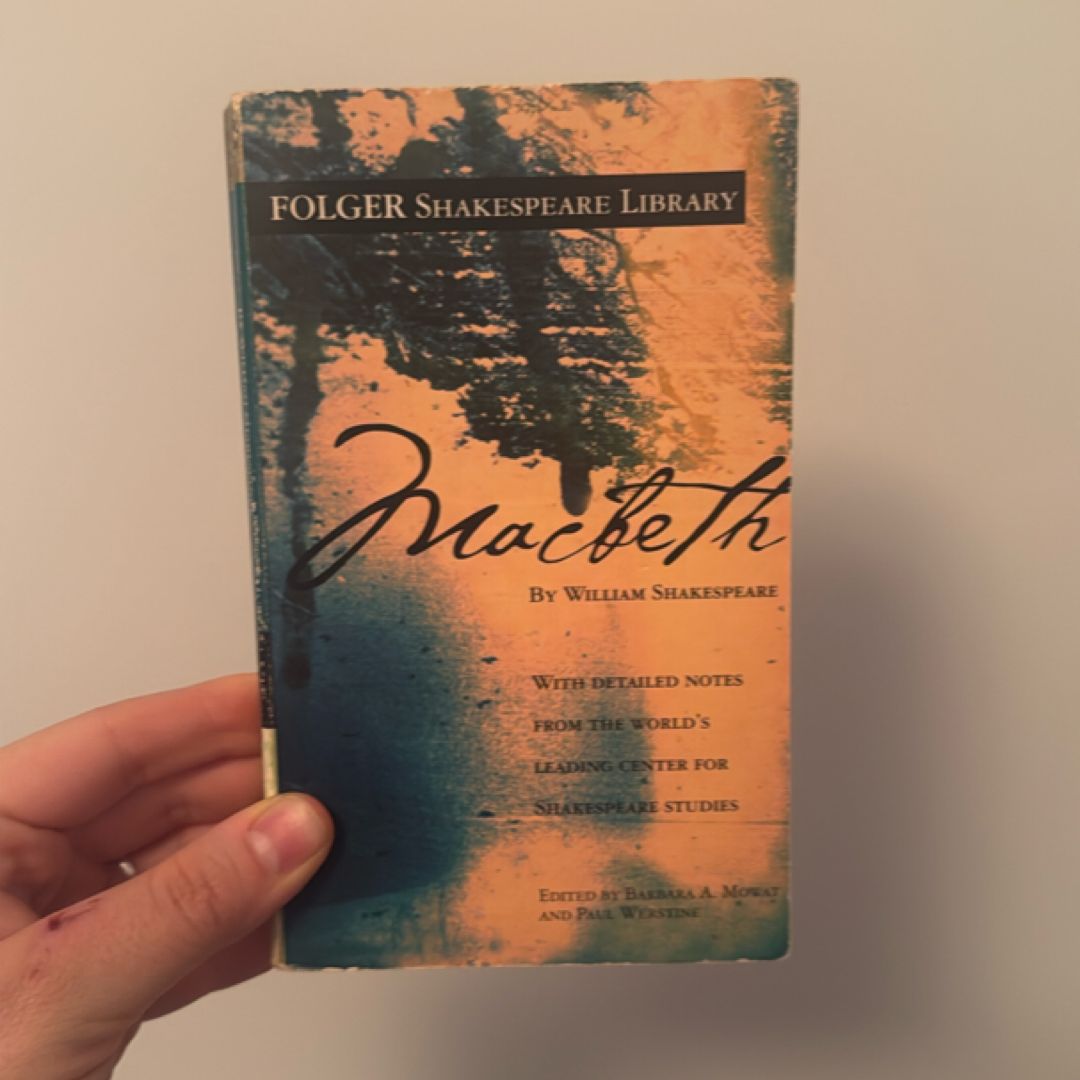 FOLGER SHAKESPEARE LIBRARY
Macbeth
BY WILLIAM SHAKESPEARE
WITH DETAILED NOTES
FROM THE WORLD'S
LEADING CENTER FOR
SHAKESPEARE STUDIES
EDITED BY BARBARA A. MOWAT
AND PAUL WERSTINE